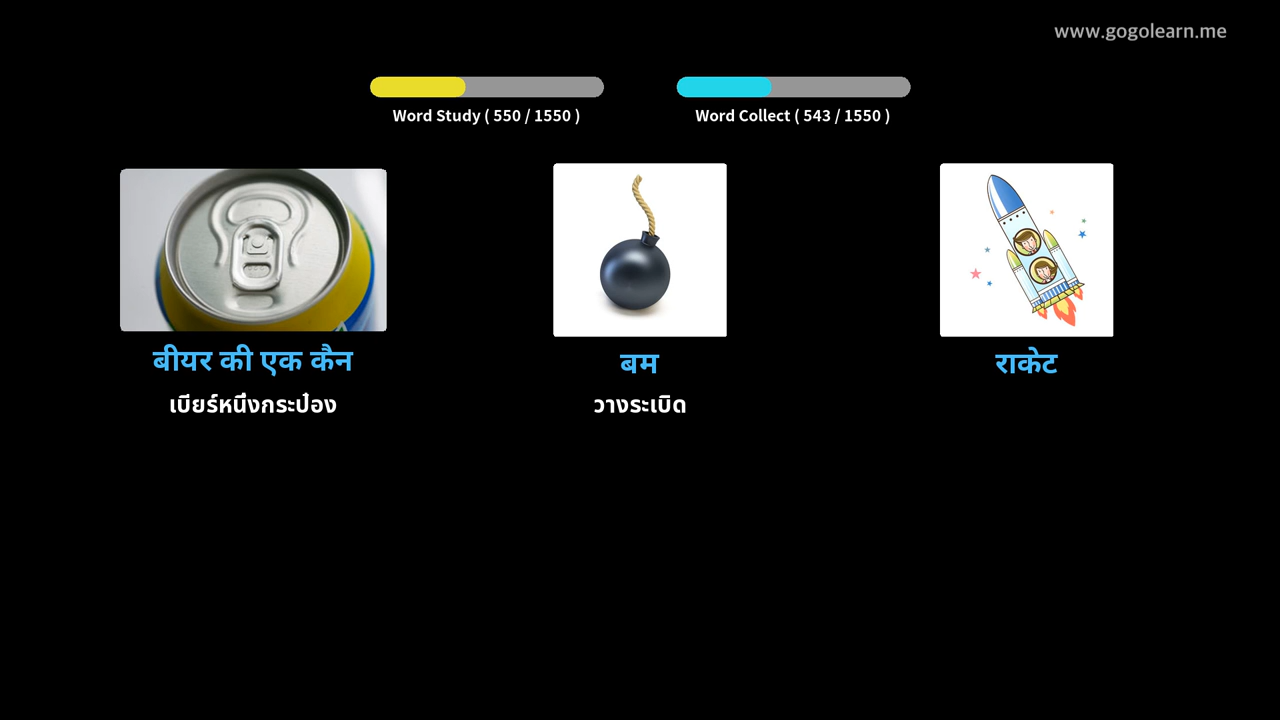 www.gogolearn.me
Word Study ( 550 / 1550 )
Word Collect ( 543 / 1550 )
बीयर की एक कैन
बम
राकेट
เบียร์หนึ่งกระป๋อง
วางระเบิด